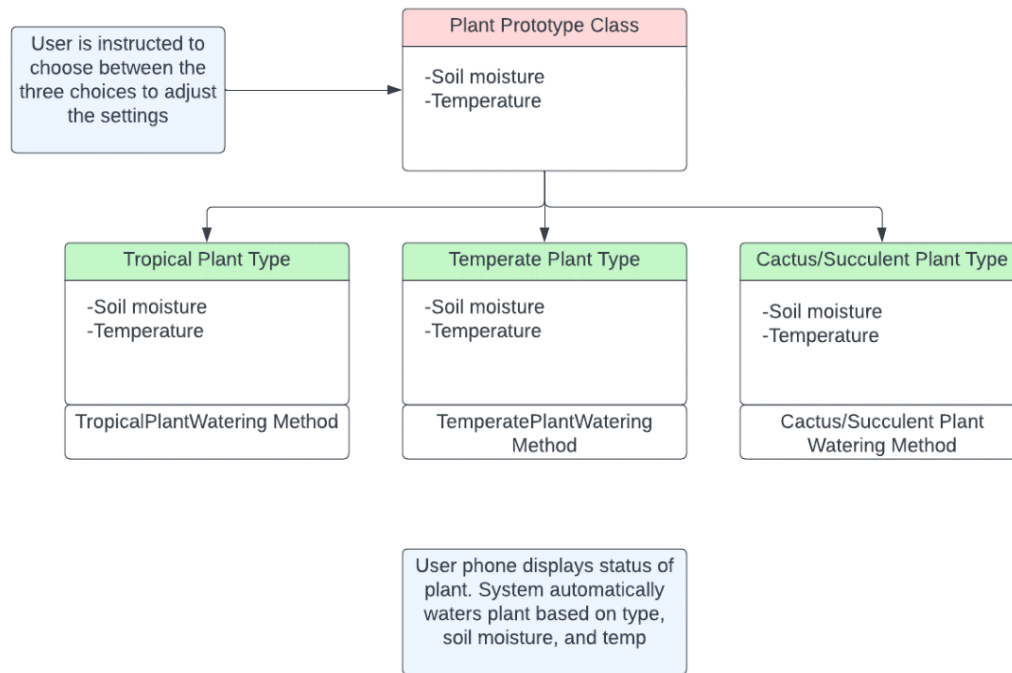 User is instructed to
choose between the
three choices to adjust
the settings
Plant Prototype Class
-Soil moisture
-Temperature
Tropical Plant Type
-Soil moisture
-Temperature
TropicalPlantWatering Method
Temperate Plant Type
-Soil moisture
-Temperature
TemperatePlantWatering
Method
Cactus/Succulent Plant Type
-Soil moisture
-Temperature
Cactus/Succulent Plant
Watering Method
User phone displays status of
plant. System automatically
waters plant based on type,
soil moisture, and temp